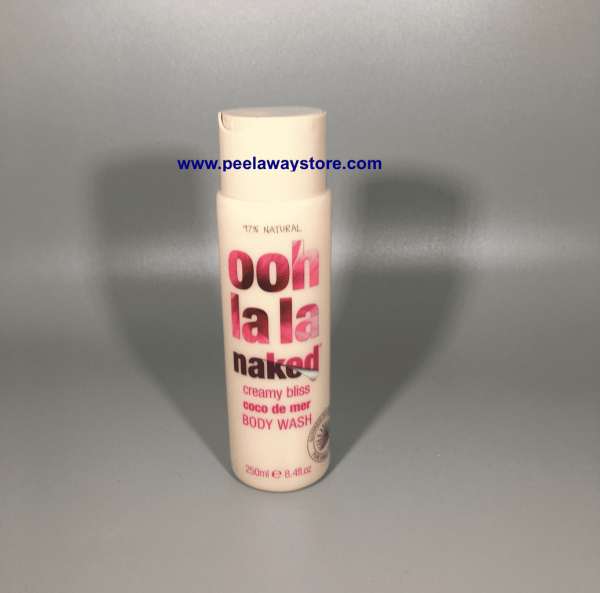 www.peelawaystore.com
97% NATURAL
ooh
la la
naked
creamy bliss
coco de mer
BODY WASH
250ml e 8.4fl.oz